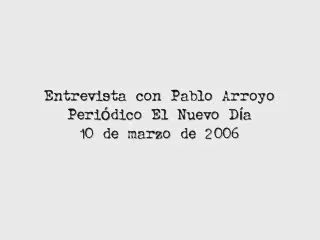 Entrevista con Pablo Arroyo
Periódico El Nuevo Día
10 de marzo de 2006